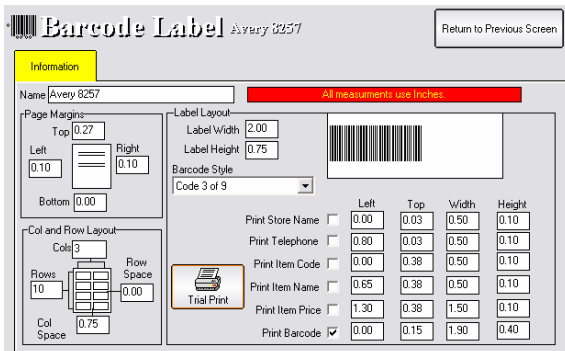 Barcode Label Avery 8257
Return to Previous Screen
Information
Name Avery 8257
All measurments use Inches.
Page Margins
Top 0.27
Left
0.10
Right
0.10
Bottom 0.00
Label Layout
Label Width 2.00
Label Height 0.75
Barcode Style
Code 3 of 9
Left Top Width Height
Print Store Name 0.00 0.03 0.50 0.10
Print Telephone 0.80 0.03 0.50 0.10
Print Item Code 0.00 0.38 0.50 0.10
Print Item Name 0.65 0.38 0.50 0.10
Print Item Price 1.30 0.38 1.50 0.10
Print Barcode 0.00 0.15 1.90 0.40
Trial Print
Col and Row Layout
Cols 3
Rows
10
Row
Space
0.00
Col
Space
0.75